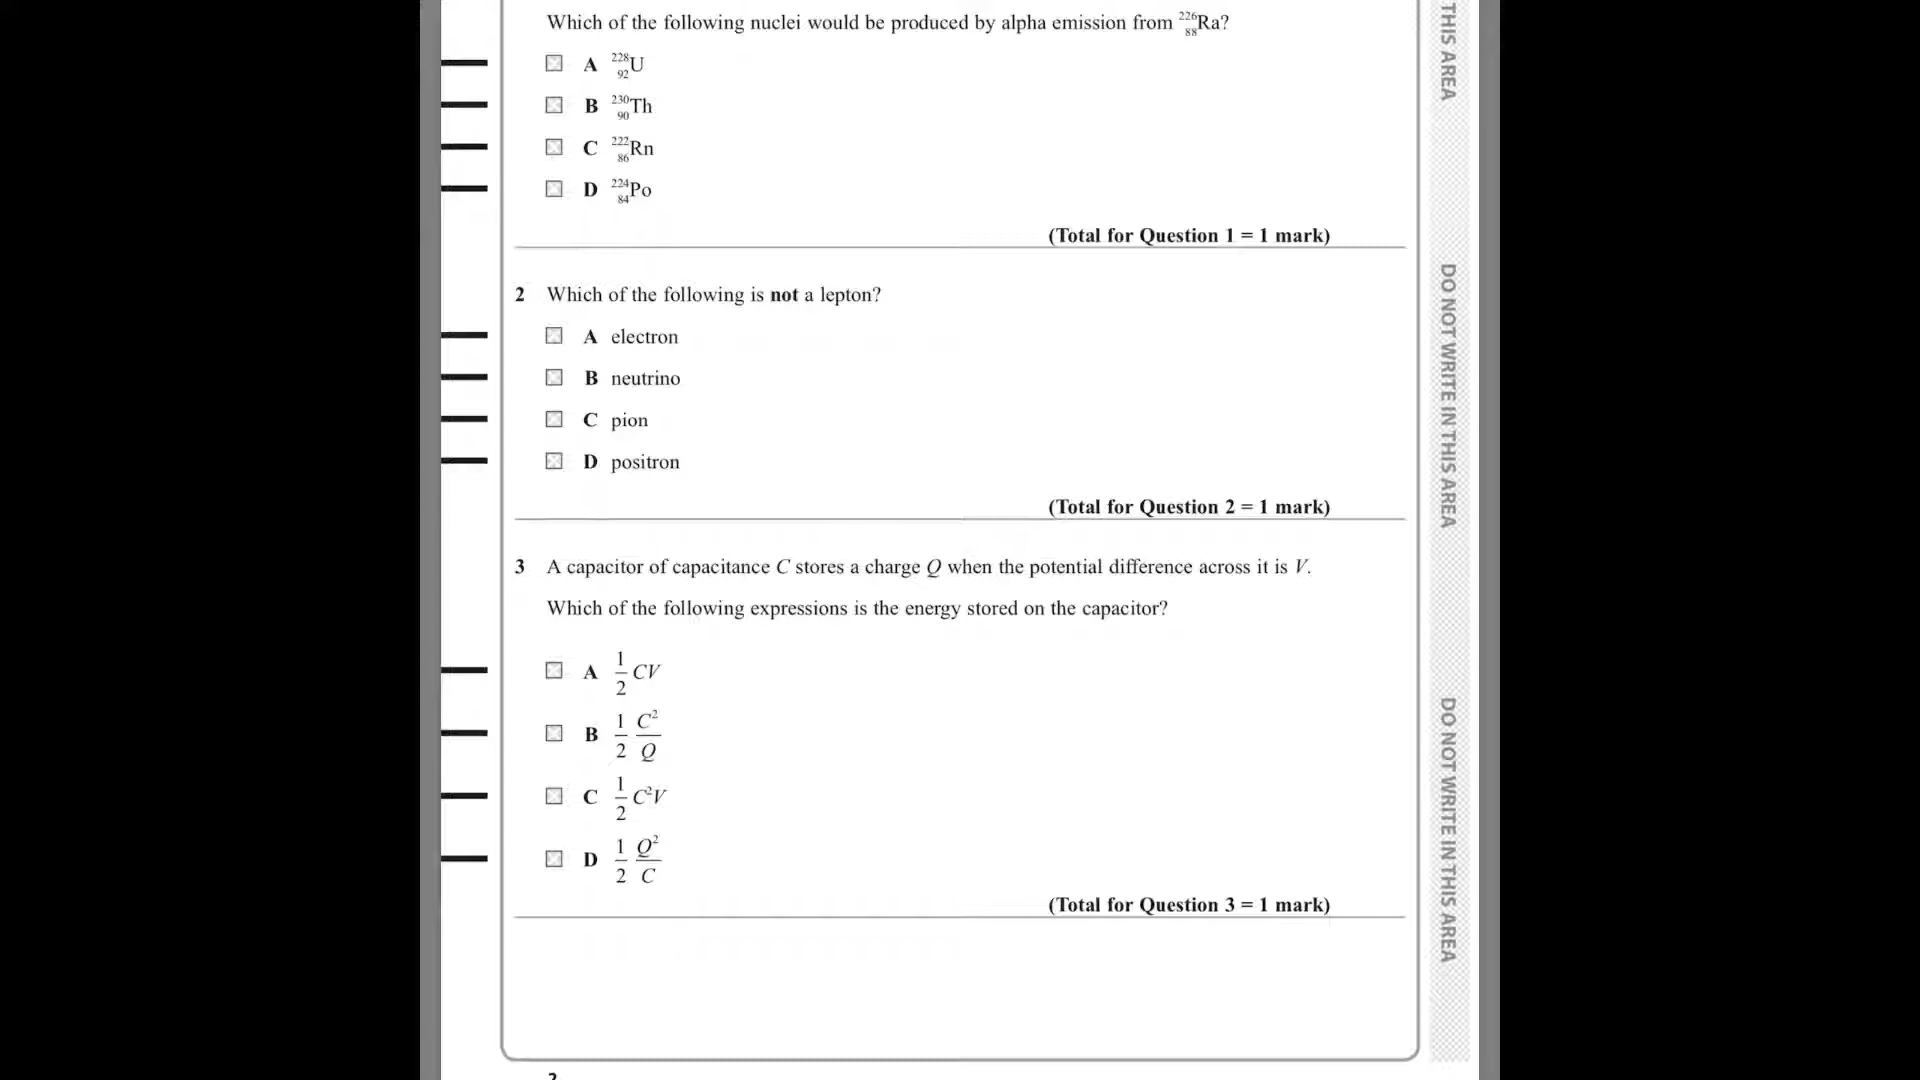 Which of the following nuclei would be produced by alpha emission from ²²⁶₈₈Ra?
A ²²⁸₉₂U
B ²³⁰₉₀Th
C ²²²₈₆Rn
D ²²⁴₈₄Po
(Total for Question 1 = 1 mark)
2 Which of the following is not a lepton?
A electron
B neutrino
C pion
D positron
(Total for Question 2 = 1 mark)
3 A capacitor of capacitance C stores a charge Q when the potential difference across it is V.
Which of the following expressions is the energy stored on the capacitor?
A 1/2 CV
B 1/2 C²/Q
C 1/2 C²V
D 1/2 Q²/C
(Total for Question 3 = 1 mark)
THIS AREA
DO NOT WRITE IN THIS AREA
DO NOT WRITE IN THIS AREA